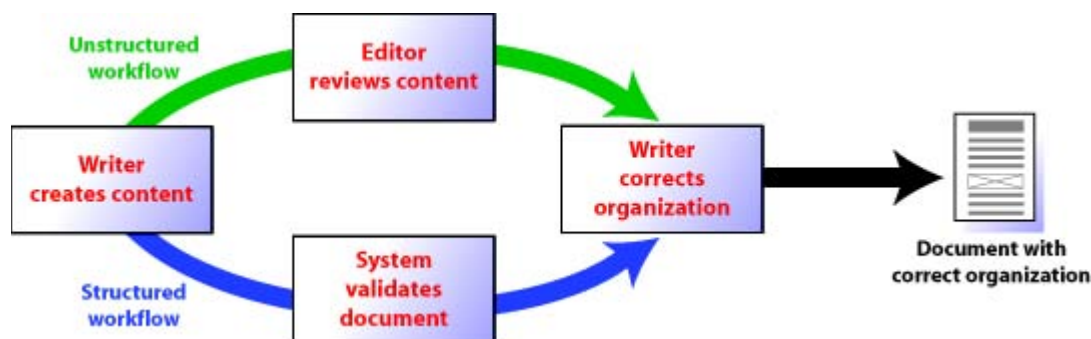 Unstructured
workflow
Editor
reviews content
Writer
creates content
Writer
corrects
organization
Structured
workflow
System
validates
document
Document with
correct organization